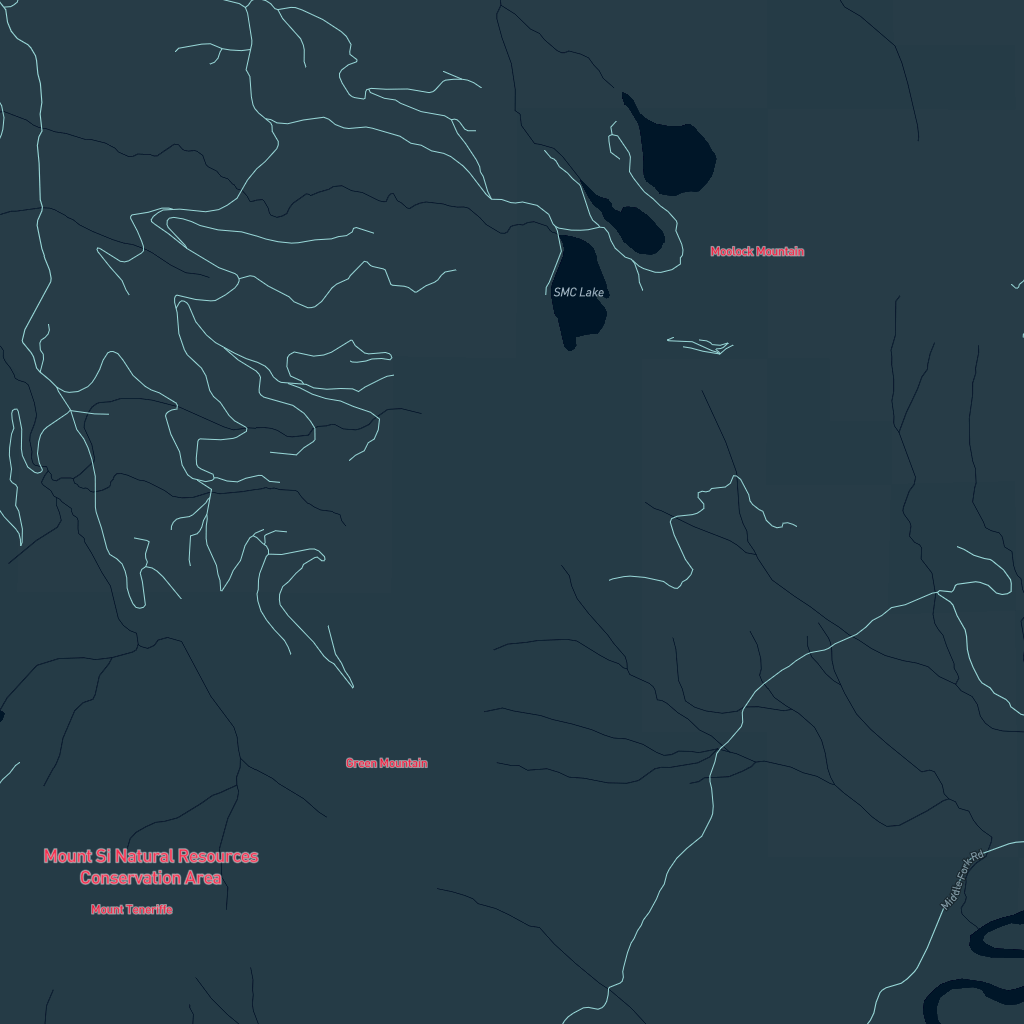 Moolock Mountain
SMC Lake
Green Mountain
Mount Si Natural Resources
Conservation Area
Middle Fork Rd
Mount Teneriffe